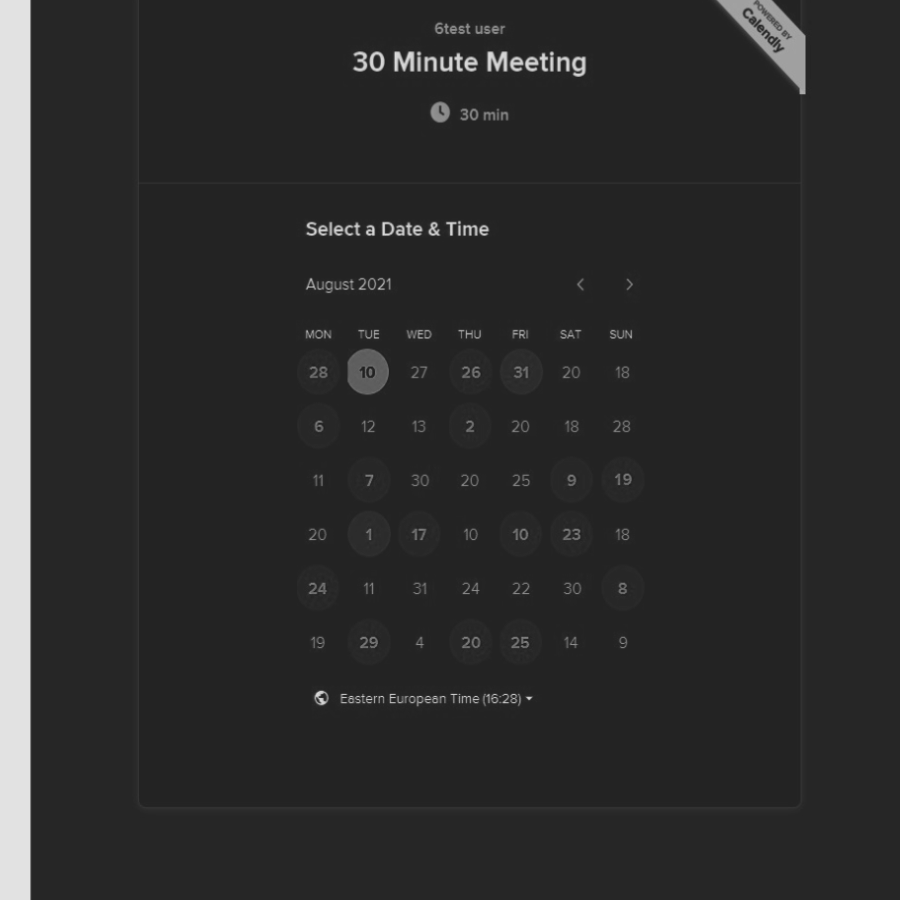 POWERED BY
Calendly
6test user
30 Minute Meeting
30 min
Select a Date & Time
August 2021
MON TUE WED THU FRI SAT SUN
28 10 27 26 31 20 18
6 12 13 2 20 18 28
11 7 30 20 25 9 19
20 1 17 10 10 23 18
24 11 31 24 22 30 8
19 29 4 20 25 14 9
Eastern European Time (16:28)